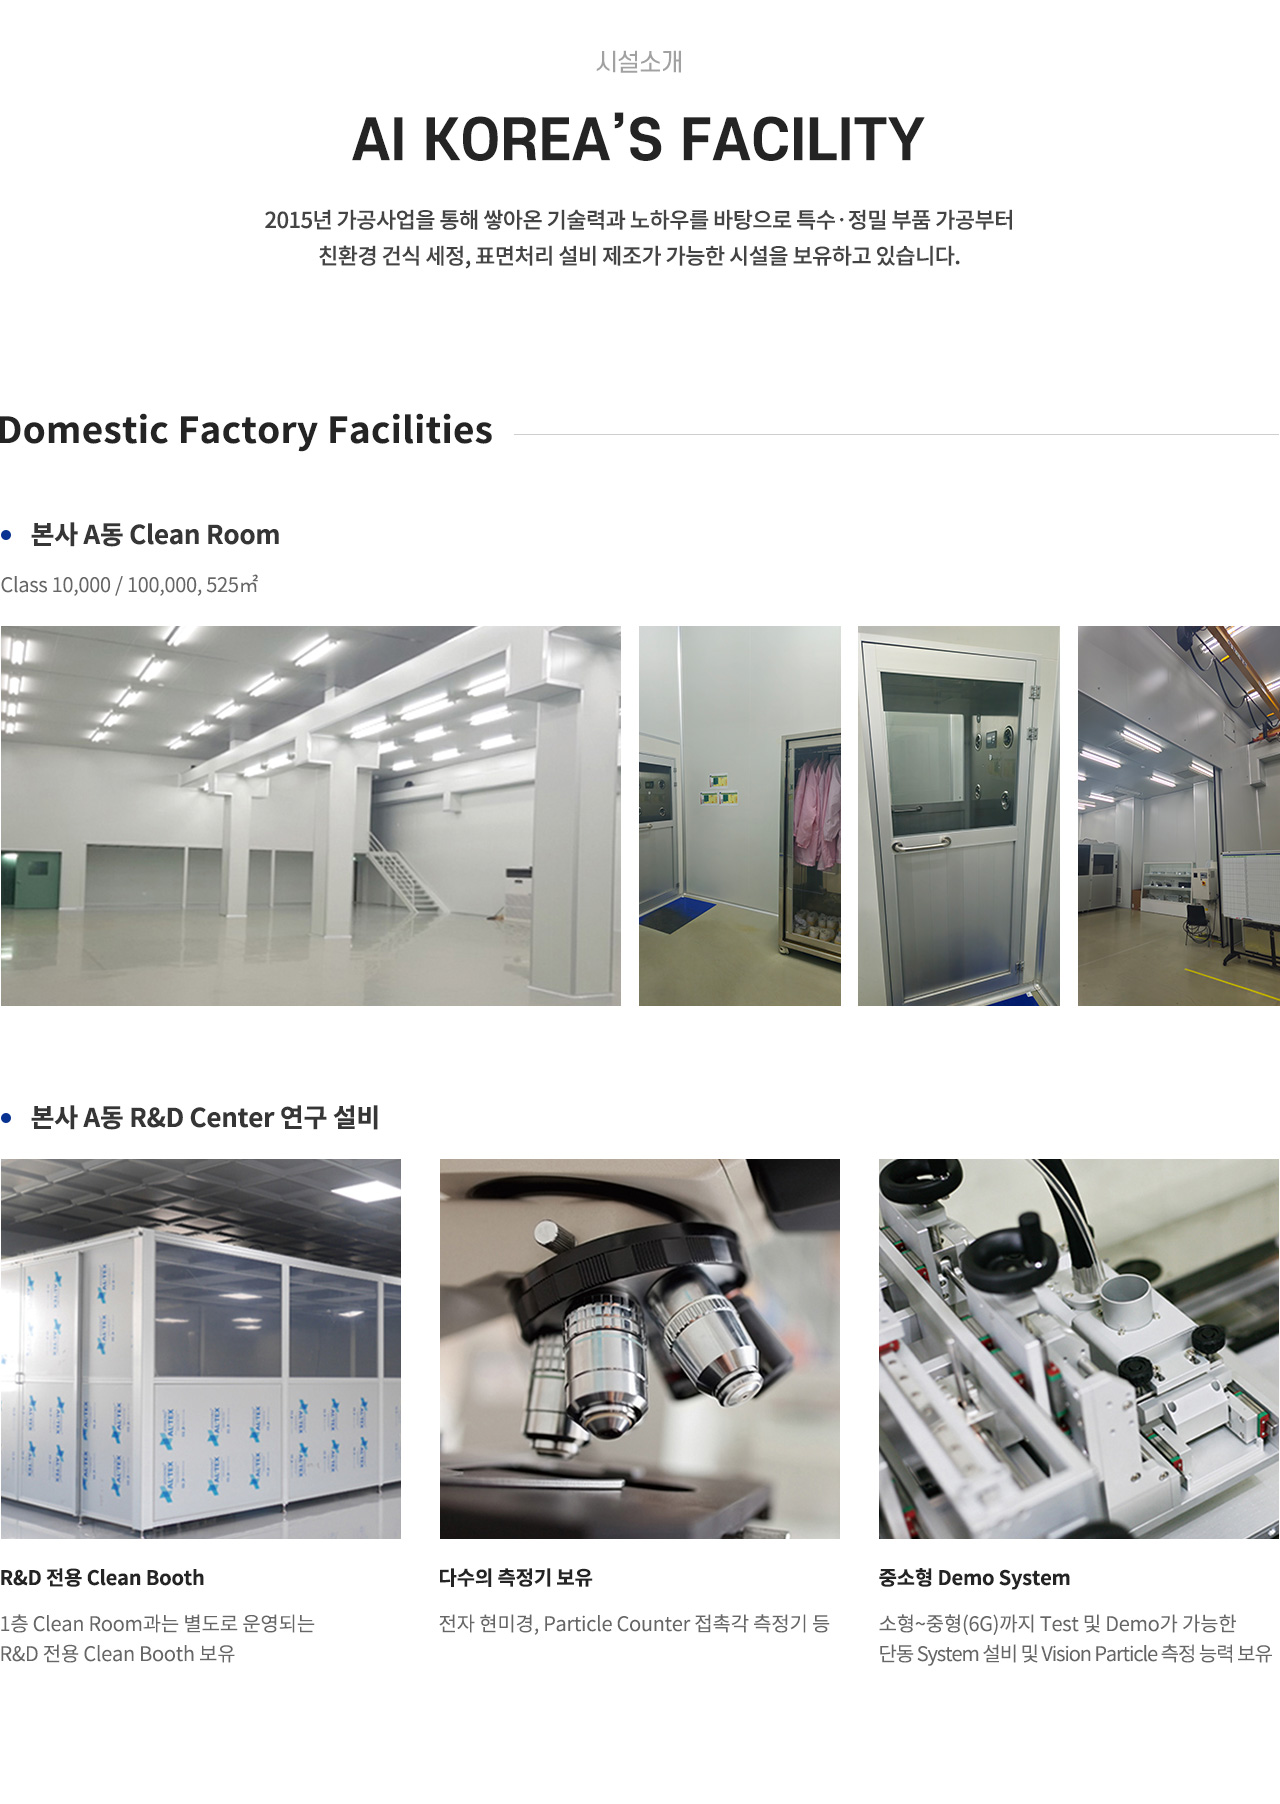 시설소개
AI KOREA’S FACILITY
2015년 가공사업을 통해 쌓아온 기술력과 노하우를 바탕으로 특수·정밀 부품 가공부터
친환경 건식 세정, 표면처리 설비 제조가 가능한 시설을 보유하고 있습니다.
Domestic Factory Facilities
본사 A동 Clean Room
Class 10,000 / 100,000, 525㎡
본사 A동 R&D Center 연구 설비
R&D 전용 Clean Booth
1층 Clean Room과는 별도로 운영되는
R&D 전용 Clean Booth 보유
다수의 측정기 보유
전자 현미경, Particle Counter 접촉각 측정기 등
중소형 Demo System
소형~중형(6G)까지 Test 및 Demo가 가능한
단동 System 설비 및 Vision Particle 측정 능력 보유